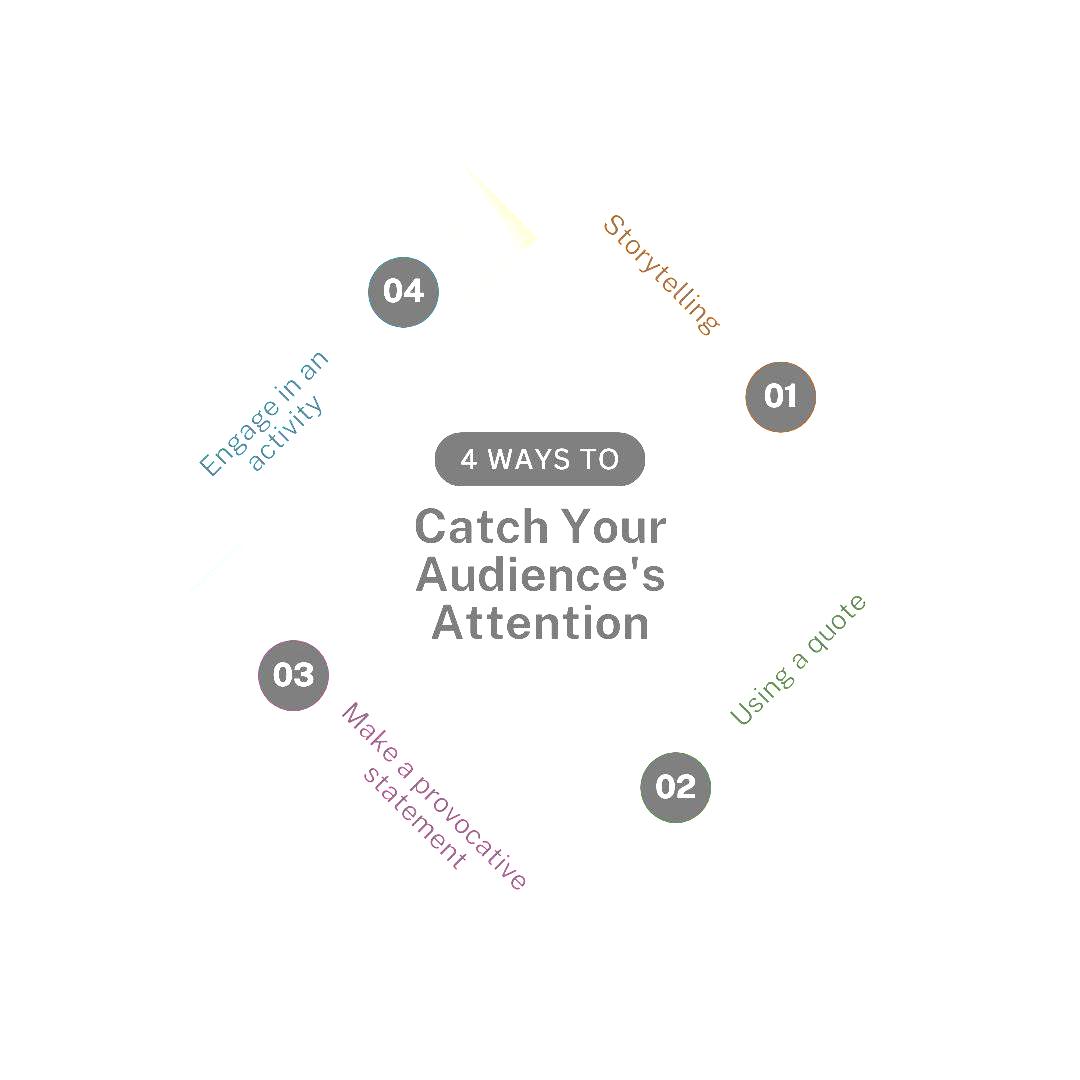 4 WAYS TO
Catch Your
Audience's
Attention
01
Storytelling
02
Using a quote
03
Make a provocative
statement
04
Engage in an
activity